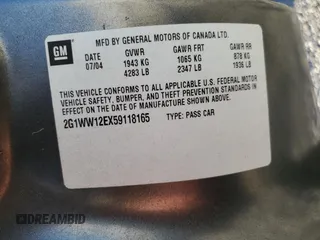 GM
MFD BY GENERAL MOTORS OF CANADA LTD.
DATE GVWR GAWR FRT GAWR RR
07/04 1943 KG 1065 KG 878 KG
4283 LB 2347 LB 1936 LB
THIS VEHICLE CONFORMS TO ALL APPLICABLE U.S. FEDERAL MOTOR
VEHICLE SAFETY, BUMPER, AND THEFT PREVENTION STANDARDS IN
EFFECT ON THE DATE OF MANUFACTURE SHOWN ABOVE.
2G1WW12EX59118165 TYPE: PASS CAR
DREAMBID